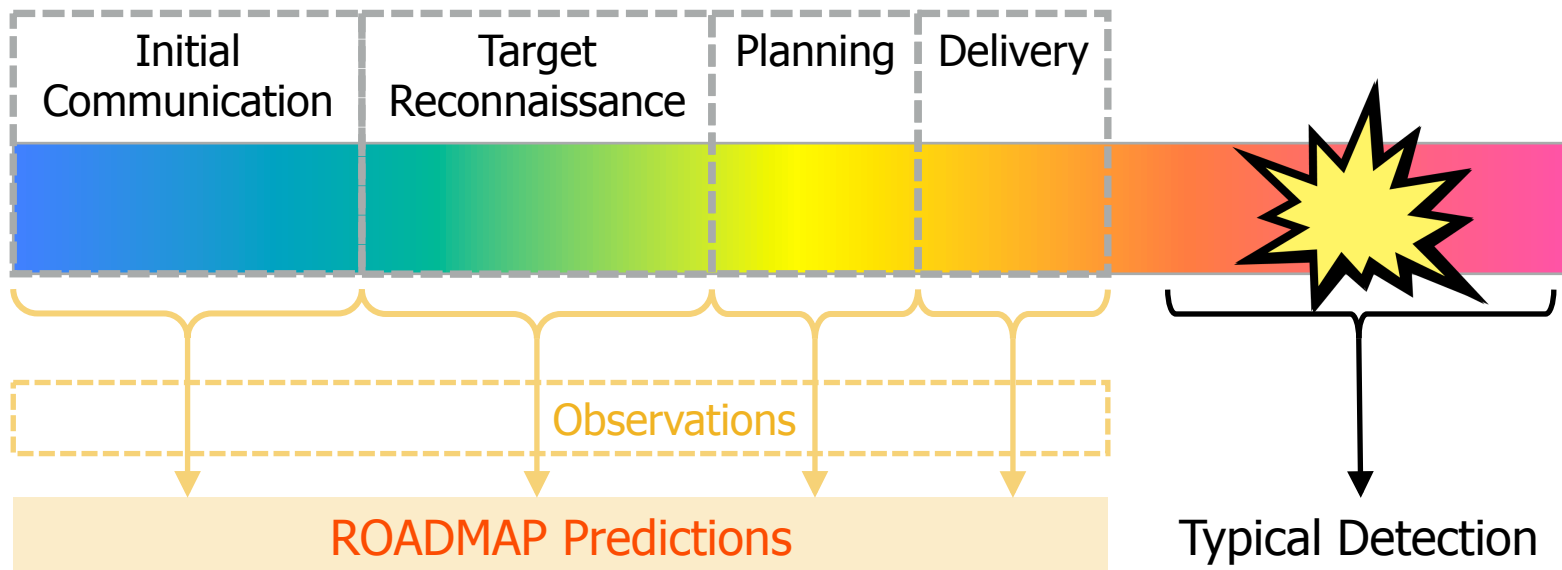 Initial
Communication
Target
Reconnaissance
Planning
Delivery
Observations
ROADMAP Predictions
Typical Detection